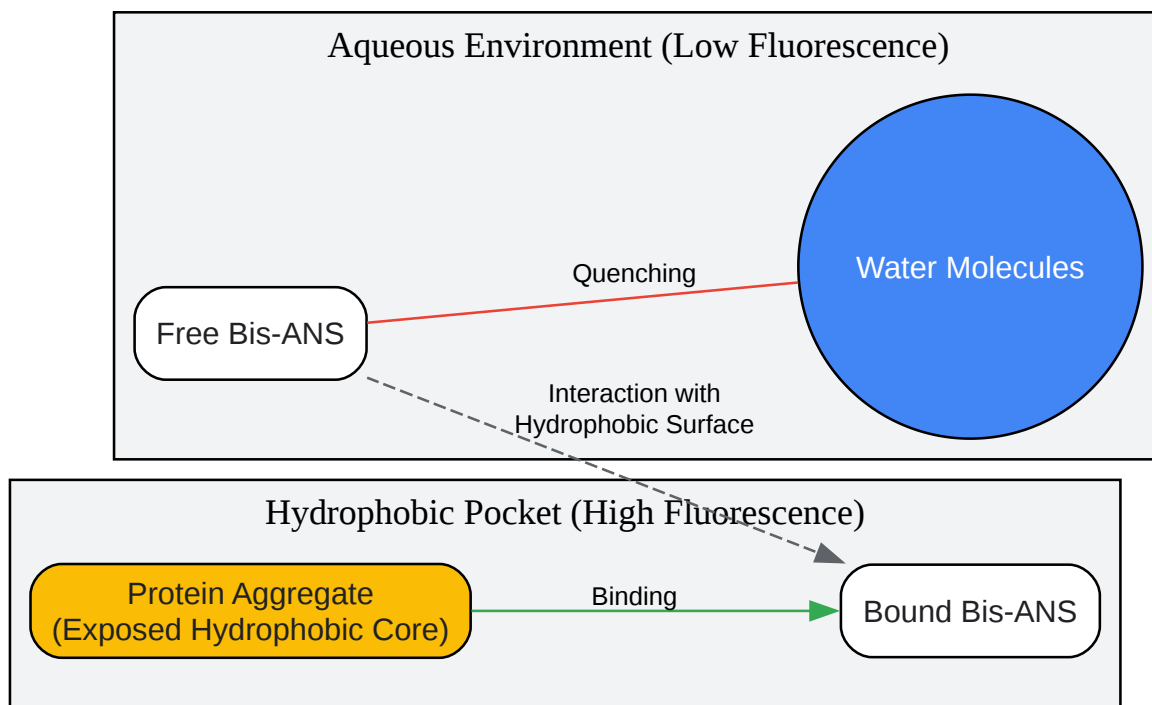 Aqueous Environment (Low Fluorescence)
Water Molecules
Quenching
Free Bis-ANS
Interaction with
Hydrophobic Surface
Hydrophobic Pocket (High Fluorescence)
Protein Aggregate
(Exposed Hydrophobic Core)
Binding
Bound Bis-ANS